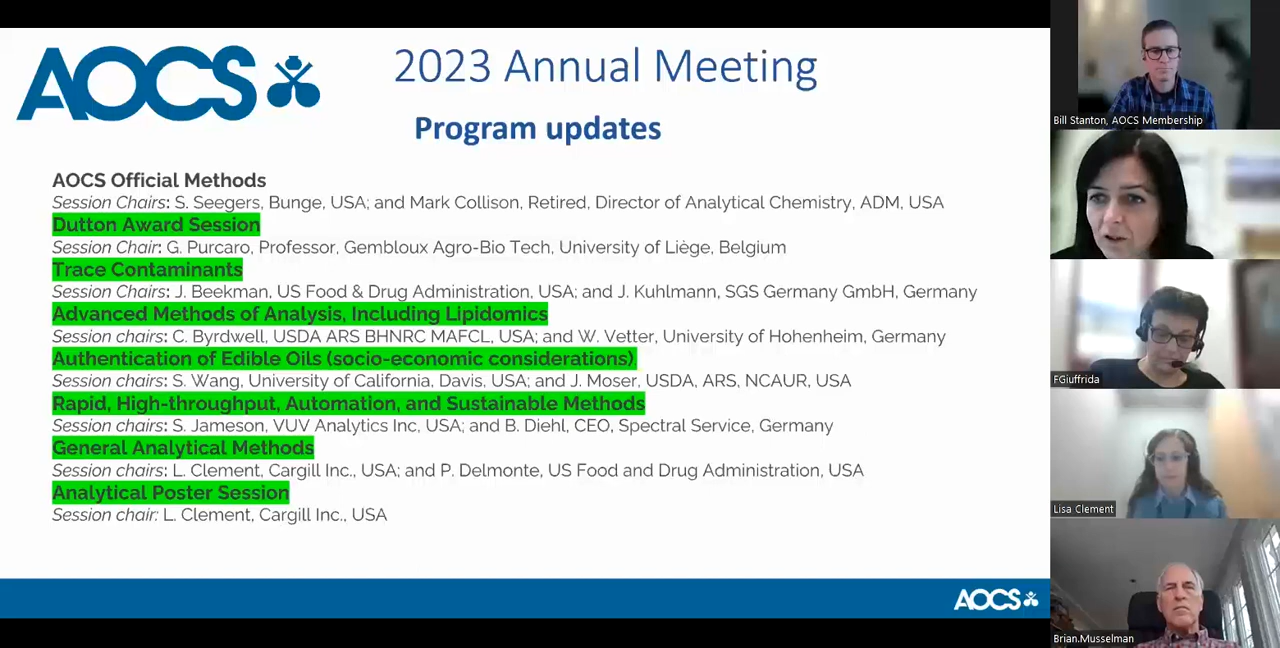 AOCS
2023 Annual Meeting
Program updates
AOCS Official Methods
Session Chairs: S. Seegers, Bunge, USA; and Mark Collison, Retired, Director of Analytical Chemistry, ADM, USA
Dutton Award Session
Session Chair: G. Purcaro, Professor, Gembloux Agro-Bio Tech, University of Liège, Belgium
Trace Contaminants
Session Chairs: J. Beekman, US Food & Drug Administration, USA; and J. Kuhlmann, SGS Germany GmbH, Germany
Advanced Methods of Analysis, Including Lipidomics
Session chairs: C. Byrdwell, USDA ARS BHNRC MAFCL, USA; and W. Vetter, University of Hohenheim, Germany
Authentication of Edible Oils (socio-economic considerations)
Session chairs: S. Wang, University of California, Davis, USA; and J. Moser, USDA, ARS, NCAUR, USA
Rapid, High-throughput, Automation, and Sustainable Methods
Session chairs: S. Jameson, VUV Analytics Inc, USA; and B. Diehl, CEO, Spectral Service, Germany
General Analytical Methods
Session chairs: L. Clement, Cargill Inc., USA; and P. Delmonte, US Food and Drug Administration, USA
Analytical Poster Session
Session chair: L. Clement, Cargill Inc., USA
AOCS
Bill Stanton, AOCS Membership
FGiuffrida
Lisa Clement
Brian.Musselman